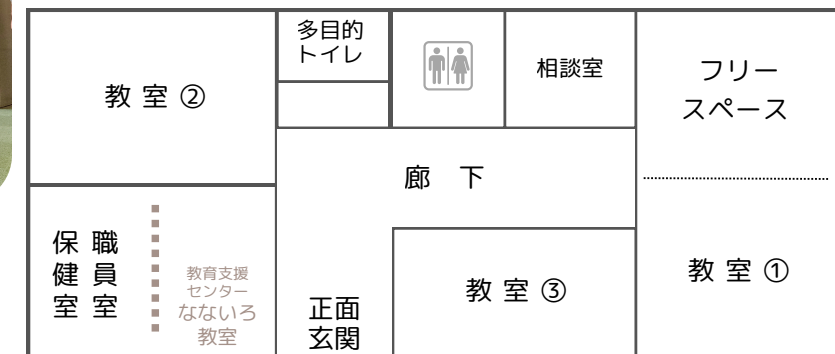 多目的
トイレ
相談室
フリー
スペース
教 室 ②
廊 下
保健室
職員室
教育支援
センター
なないろ
教室
正面
玄関
教 室 ③
教 室 ①